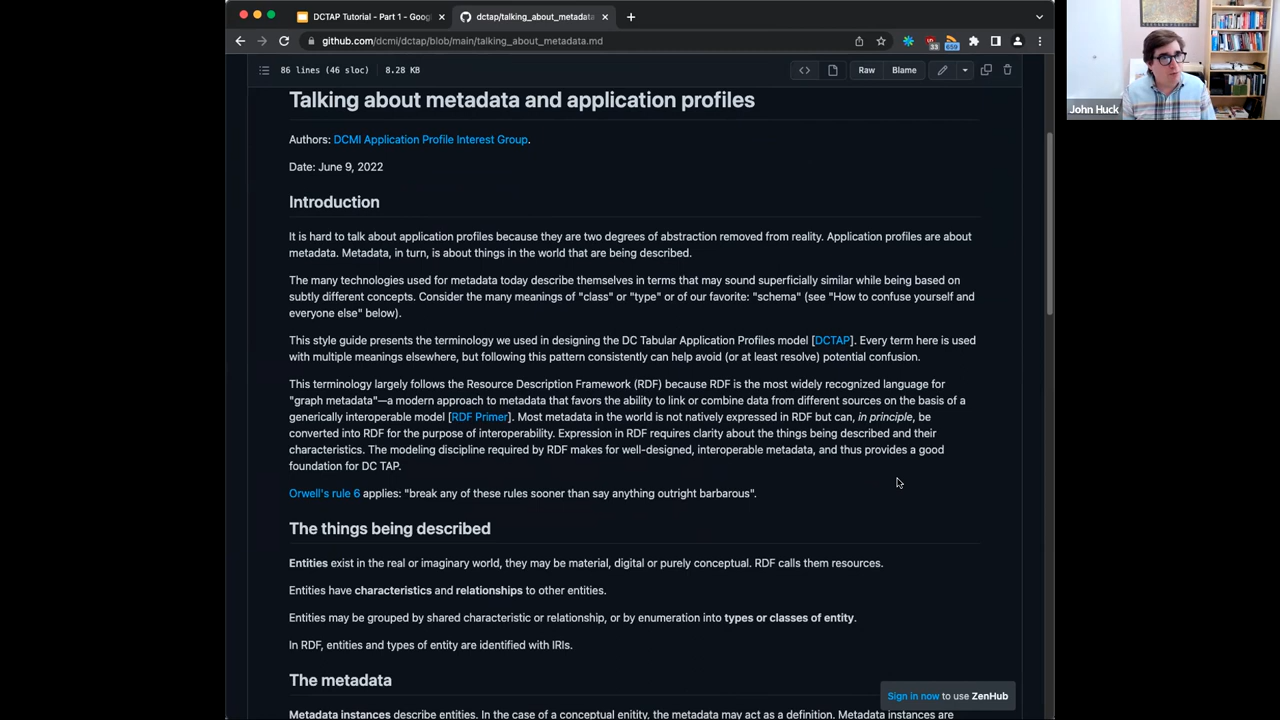 DCTAP Tutorial - Part 1 - Goog
dctap/talking_about_metadata
github.com/dcmi/dctap/blob/main/talking_about_metadata.md
33
659
86 lines (46 sloc)
8.28 KB
Raw
Blame
John Huck
Talking about metadata and application profiles
Authors: DCMI Application Profile Interest Group.
Date: June 9, 2022
Introduction
It is hard to talk about application profiles because they are two degrees of abstraction removed from reality. Application profiles are about
metadata. Metadata, in turn, is about things in the world that are being described.
The many technologies used for metadata today describe themselves in terms that may sound superficially similar while being based on
subtly different concepts. Consider the many meanings of "class" or "type" or of our favorite: "schema" (see "How to confuse yourself and
everyone else" below).
This style guide presents the terminology we used in designing the DC Tabular Application Profiles model [DCTAP]. Every term here is used
with multiple meanings elsewhere, but following this pattern consistently can help avoid (or at least resolve) potential confusion.
This terminology largely follows the Resource Description Framework (RDF) because RDF is the most widely recognized language for
"graph metadata"—a modern approach to metadata that favors the ability to link or combine data from different sources on the basis of a
generically interoperable model [RDF Primer]. Most metadata in the world is not natively expressed in RDF but can, in principle, be
converted into RDF for the purpose of interoperability. Expression in RDF requires clarity about the things being described and their
characteristics. The modeling discipline required by RDF makes for well-designed, interoperable metadata, and thus provides a good
foundation for DC TAP.
Orwell's rule 6 applies: "break any of these rules sooner than say anything outright barbarous".
The things being described
Entities exist in the real or imaginary world, they may be material, digital or purely conceptual. RDF calls them resources.
Entities have characteristics and relationships to other entities.
Entities may be grouped by shared characteristic or relationship, or by enumeration into types or classes of entity.
In RDF, entities and types of entity are identified with IRIs.
The metadata
Sign in now to use ZenHub
Metadata instances describe entities. In the case of a conceptual entity, the metadata may act as a definition. Metadata instances are